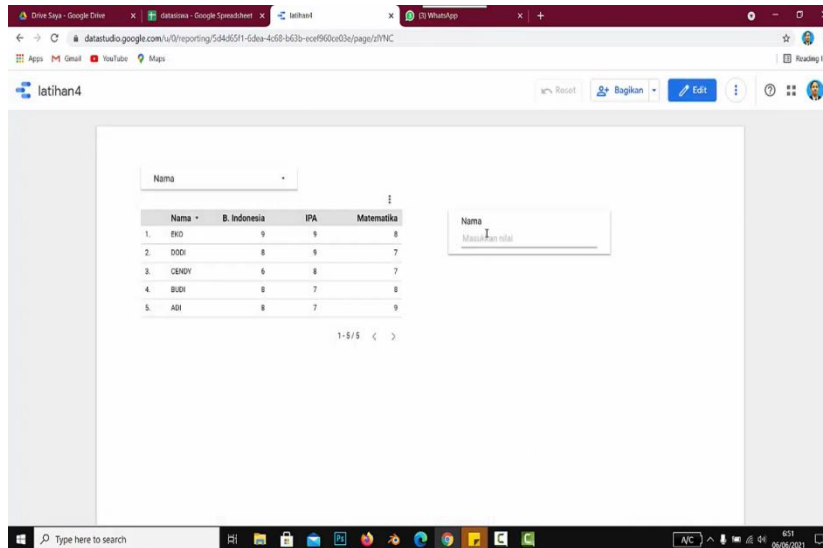 Drive Saya - Google Drive
datasiswa - Google Spreadsheet
latihan4
(3) WhatsApp
datastudio.google.com/u/0/reporting/5d4d65f1-6dea-4c68-b63b-ecef960ce03e/page/zlYNC
Apps Gmail YouTube Maps Reading
latihan4
Reset Bagikan Edit
Nama
Nama B. Indonesia IPA Matematika
1. EKO 9 9 8
2. DODI 8 9 7
3. CENDY 6 8 7
4. BUDI 8 7 8
5. ADI 8 7 9
1-5/5
Nama
Masukkan nilai
Type here to search
A/C
6:51
06/06/2021